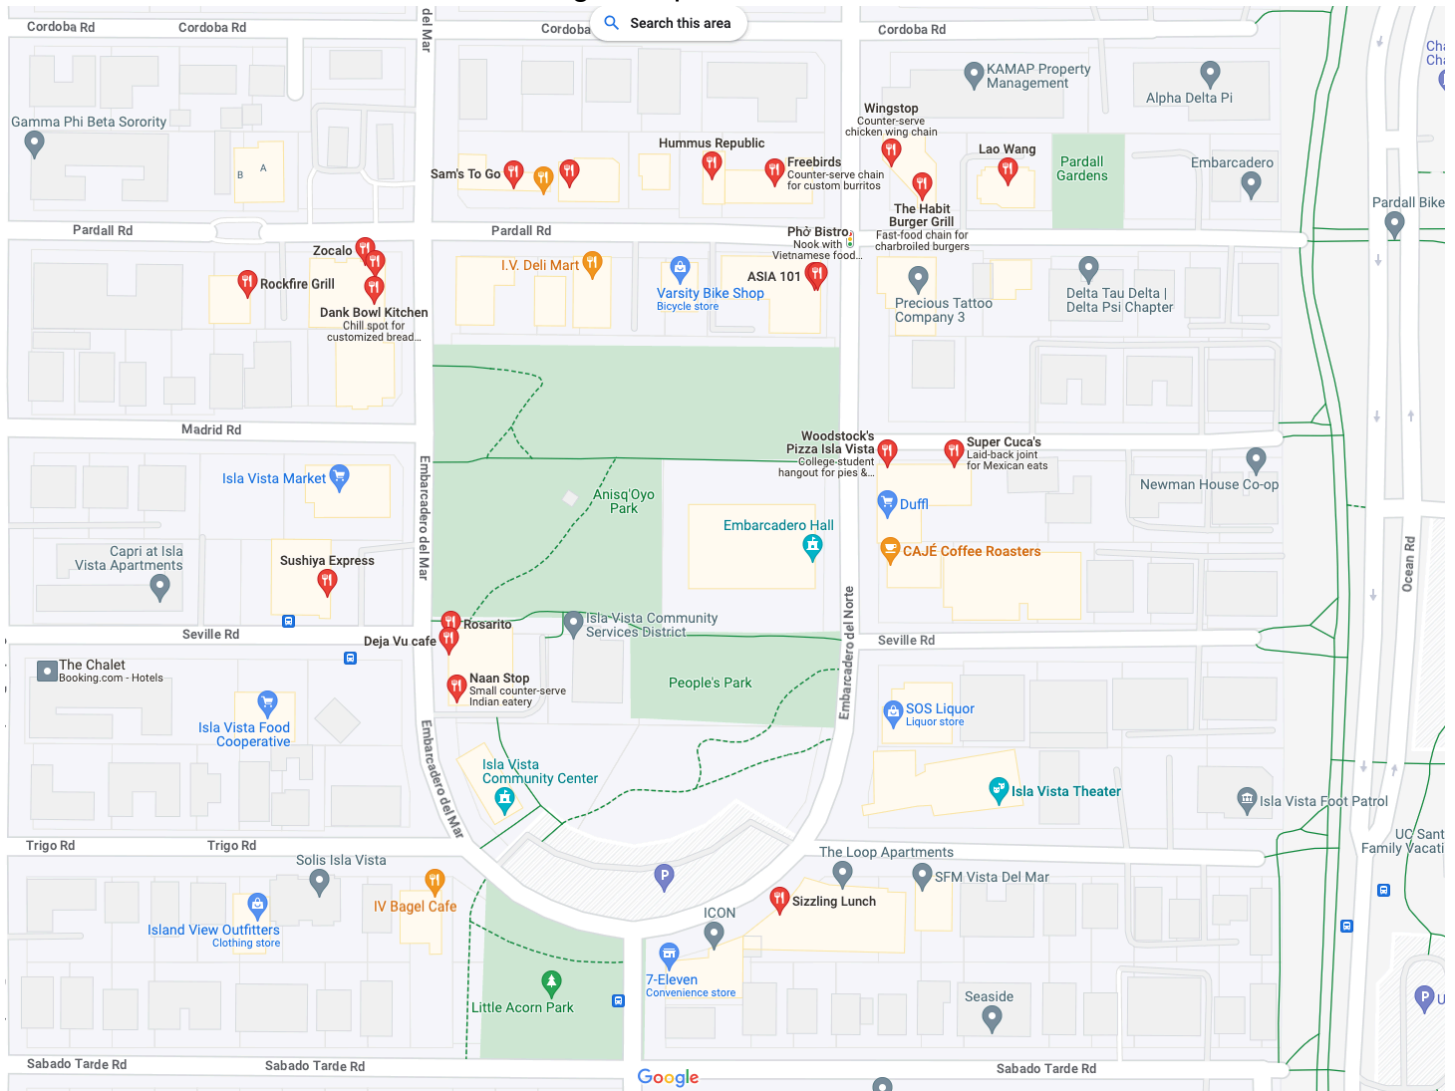 Search this area
Cordoba Rd
Cordoba Rd
del Mar
Cordoba
Cordoba Rd
KAMAP Property
Management
Alpha Delta Pi
Cha
Cha
Gamma Phi Beta Sorority
B
A
Wingstop
Counter-serve
chicken wing chain
Hummus Republic
Sam's To Go
Freebirds
Counter-serve chain
for custom burritos
Lao Wang
Pardall
Gardens
Embarcadero
The Habit
Burger Grill
Fast-food chain for
charbroiled burgers
Pardall Bike
Pardall Rd
Pardall Rd
Phở Bistro
Nook with
Vietnamese food...
Zocalo
Rockfire Grill
Dank Bowl Kitchen
Chill spot for
customized bread...
I.V. Deli Mart
Varsity Bike Shop
Bicycle store
ASIA 101
Precious Tattoo
Company 3
Delta Tau Delta |
Delta Psi Chapter
Madrid Rd
Woodstock's
Pizza Isla Vista
College-student
hangout for pies &...
Super Cuca's
Laid-back joint
for Mexican eats
Newman House Co-op
Isla Vista Market
Embarcadero del Mar
Anisq'Oyo
Park
Duffl
Embarcadero Hall
CAJÉ Coffee Roasters
Capri at Isla
Vista Apartments
Sushiya Express
Ocean Rd
Embarcadero del Norte
Seville Rd
Rosarito
Deja Vu cafe
Isla Vista Community
Services District
Seville Rd
The Chalet
Booking.com - Hotels
Naan Stop
Small counter-serve
Indian eatery
People's Park
Isla Vista Food
Cooperative
SOS Liquor
Liquor store
Embarcadero del Mar
Isla Vista
Community Center
Isla Vista Theater
Isla Vista Foot Patrol
Trigo Rd
Trigo Rd
UC Sant
Family Vacati
Solis Isla Vista
The Loop Apartments
SFM Vista Del Mar
P
IV Bagel Cafe
Sizzling Lunch
Island View Outfitters
Clothing store
ICON
7-Eleven
Convenience store
Little Acorn Park
Seaside
P
U
Sabado Tarde Rd
Sabado Tarde Rd
Sabado Tarde Rd
Google